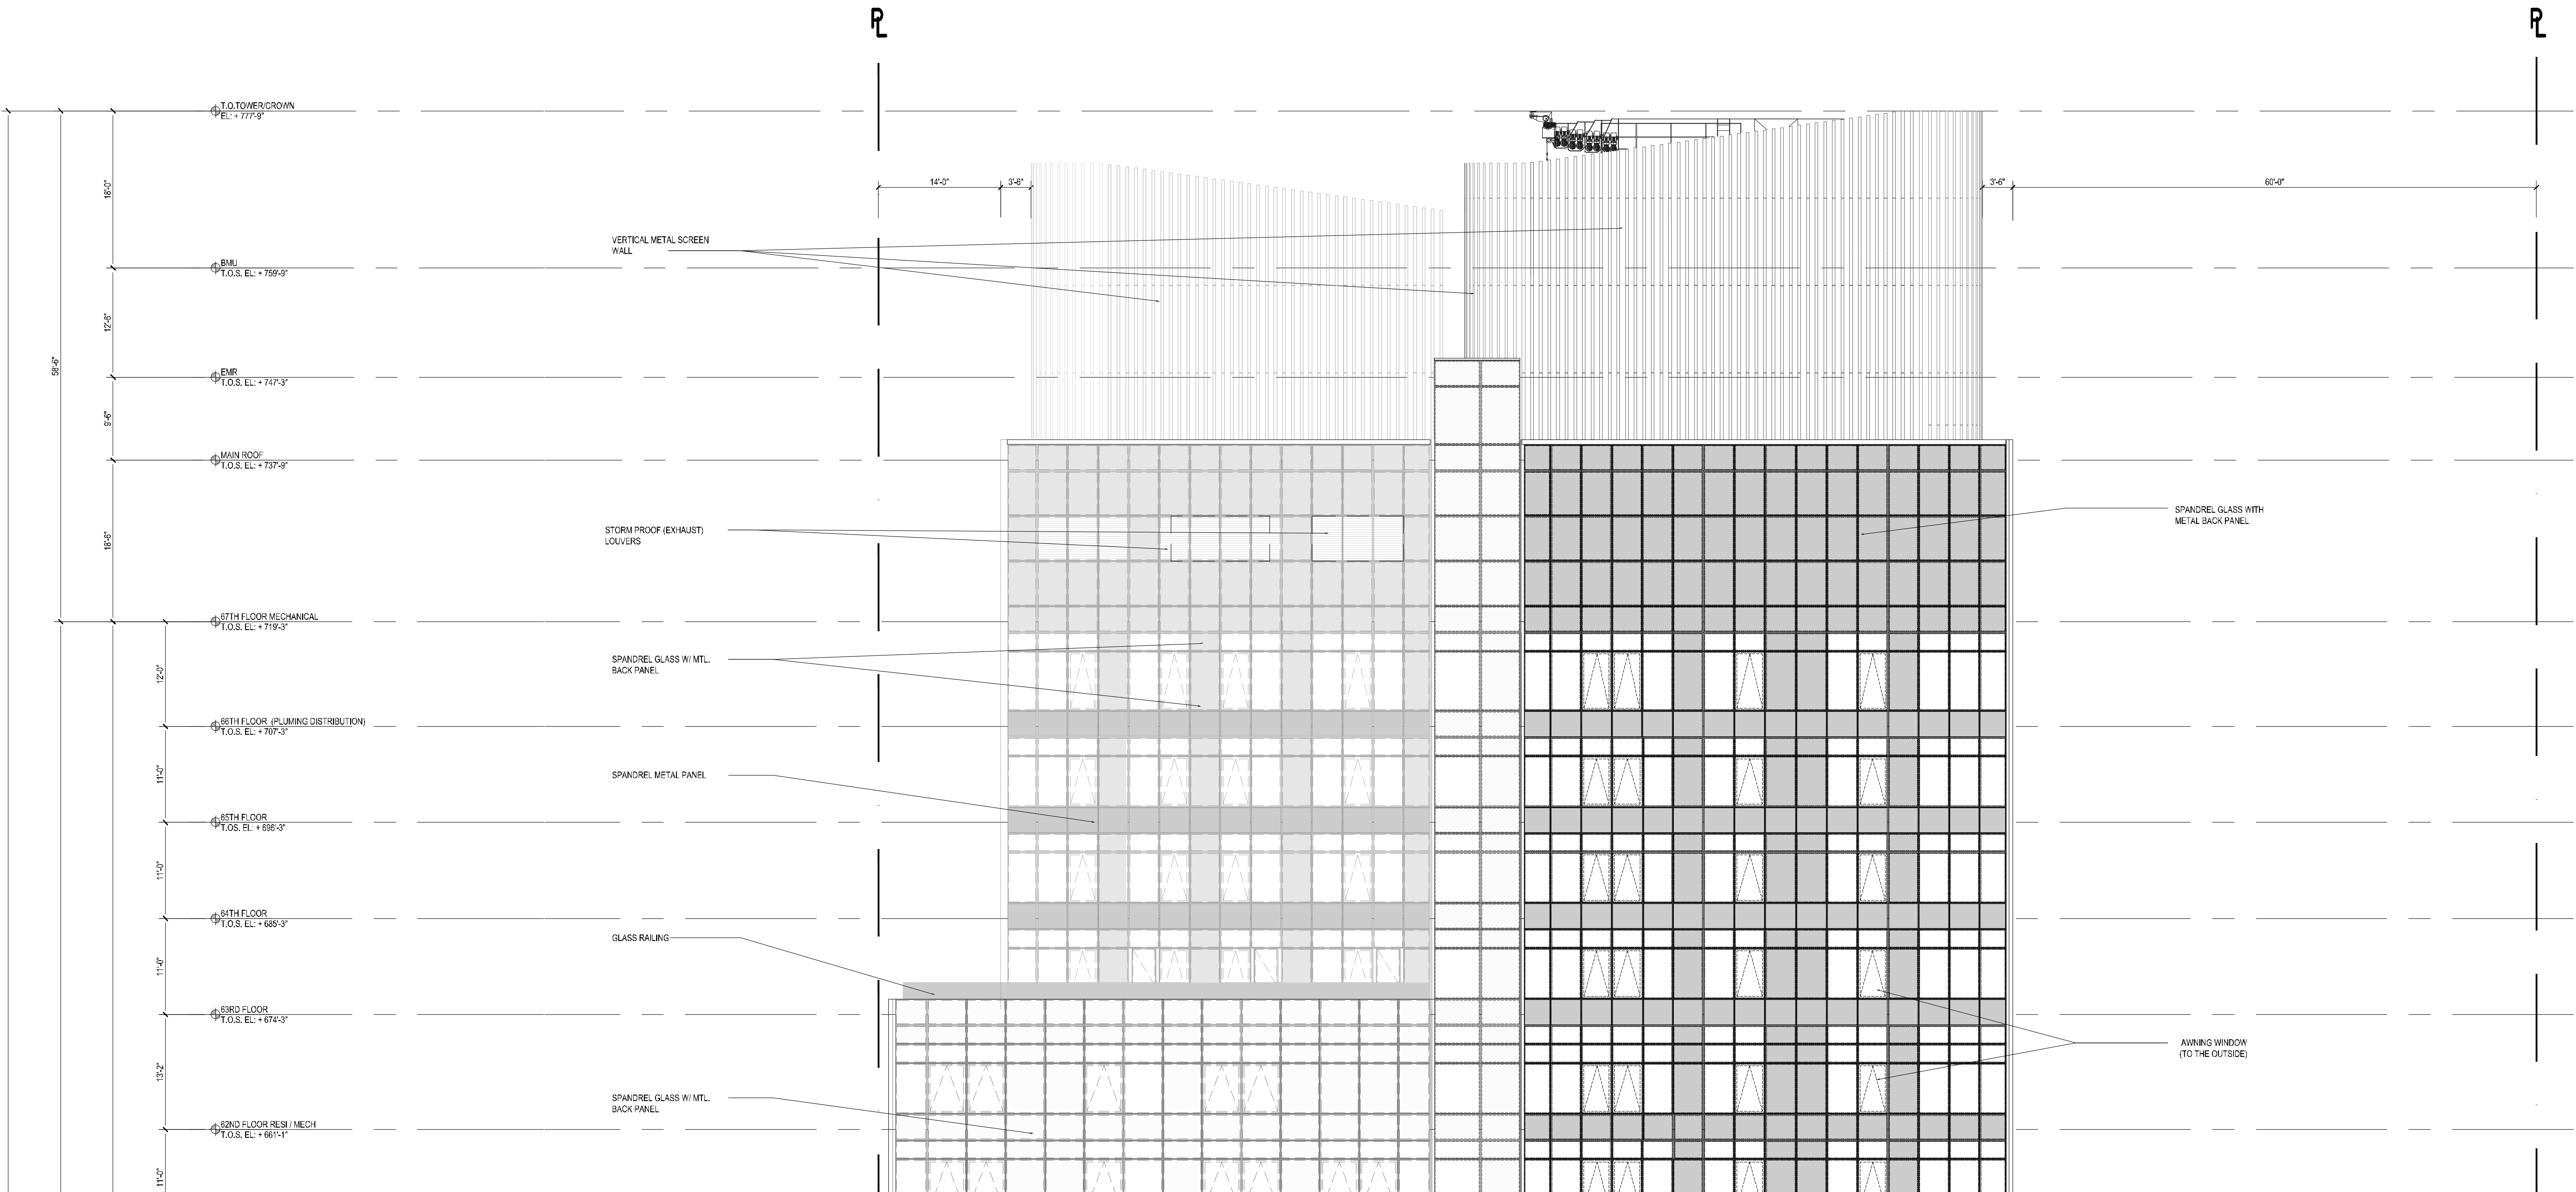 PL
PL
T.O.TOWER/CROWN
EL: + 777'-9"
18'-0"
14'-0"
3'-6"
3'-6"
60'-0"
VERTICAL METAL SCREEN
WALL
BMU
T.O.S. EL: + 759'-9"
12'-6"
58'-6"
EMR
T.O.S. EL: + 747'-3"
9'-6"
MAIN ROOF
T.O.S. EL: + 737'-9"
SPANDREL GLASS WITH
METAL BACK PANEL
STORM PROOF (EXHAUST)
LOUVERS
18'-6"
67TH FLOOR MECHANICAL
T.O.S. EL: + 719'-3"
SPANDREL GLASS W/ MTL.
BACK PANEL
12'-0"
66TH FLOOR (PLUMING DISTRIBUTION)
T.O.S. EL: + 707'-3"
11'-0"
SPANDREL METAL PANEL
65TH FLOOR
T.OS. EL: + 696'-3"
11'-0"
64TH FLOOR
T.O.S. EL: + 685'-3"
GLASS RAILING
11'-0"
63RD FLOOR
T.O.S. EL: + 674'-3"
AWNING WINDOW
(TO THE OUTSIDE)
13'-2"
SPANDREL GLASS W/ MTL.
BACK PANEL
62ND FLOOR RESI / MECH
T.O.S. EL: + 661'-1"
11'-0"